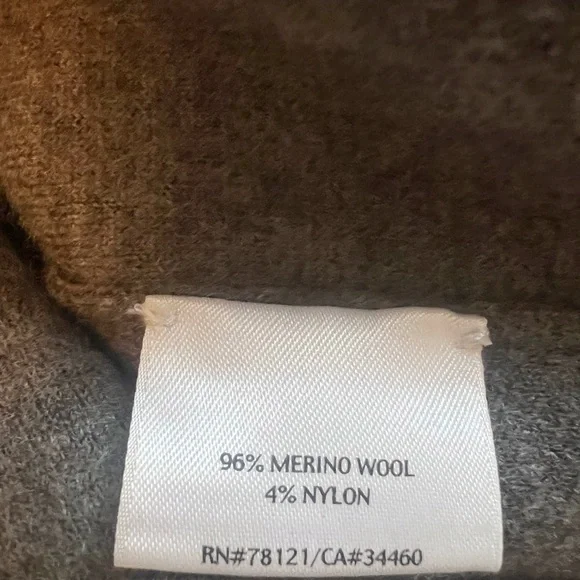 96% MERINO WOOL
4% NYLON
RN#78121/CA#34460